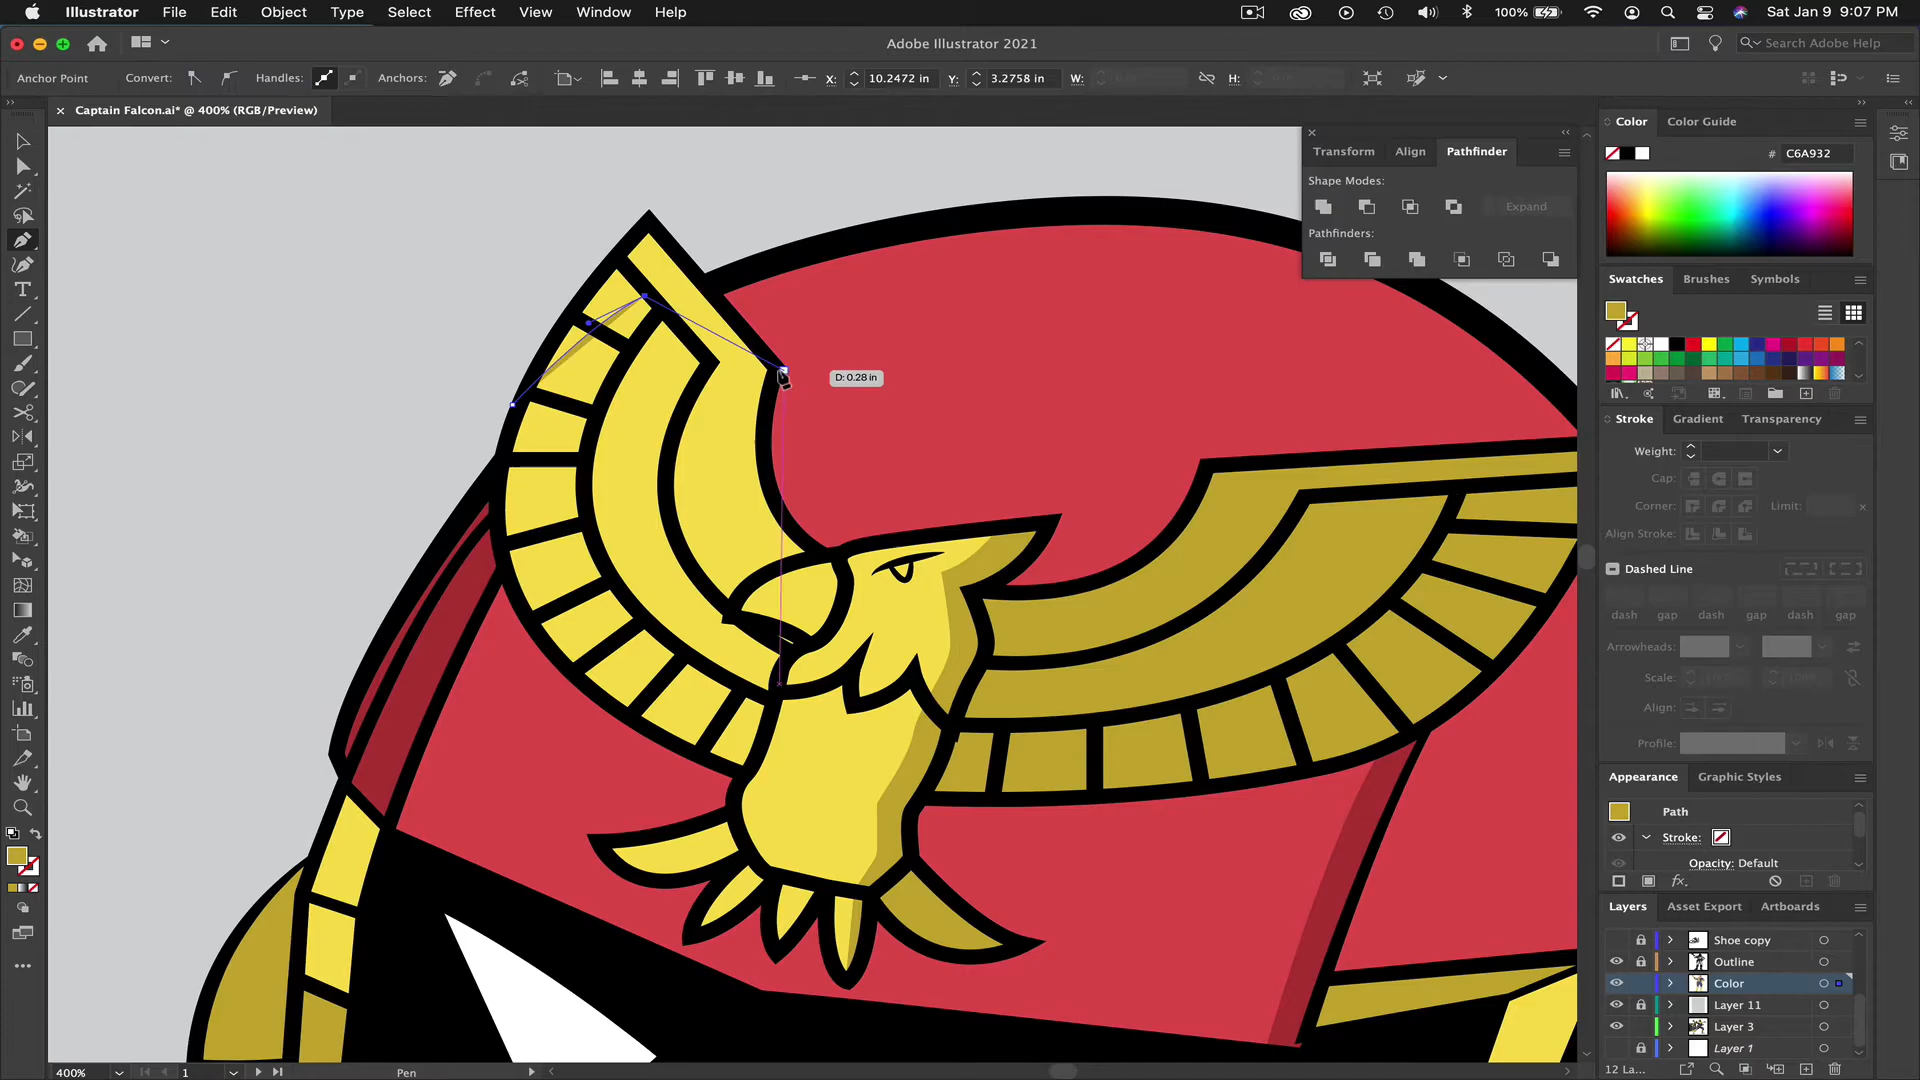 Illustrator File Edit Object Type Select Effect View Window Help 100% Sat Jan 9 9:07 PM
Adobe Illustrator 2021 Search Adobe Help
Anchor Point Convert: Handles: Anchors: X: 10.2472 in Y: 3.2758 in W: H:
× Captain Falcon.ai* @ 400% (RGB/Preview)
Color Color Guide
Transform Align Pathfinder
# C6A932
Shape Modes:
Expand
Pathfinders:
Swatches Brushes Symbols
D: 0.28 in
Stroke Gradient Transparency
Weight:
Cap:
Corner: Limit: x
Align Stroke:
Dashed Line
dash gap dash gap dash gap
Arrowheads:
Scale:
Align:
Profile:
Appearance Graphic Styles
Path
Stroke:
Opacity: Default
fx
Layers Asset Export Artboards
Shoe copy
Outline
Color
Layer 11
Layer 3
Layer 1
12 La...
400% 1 Pen